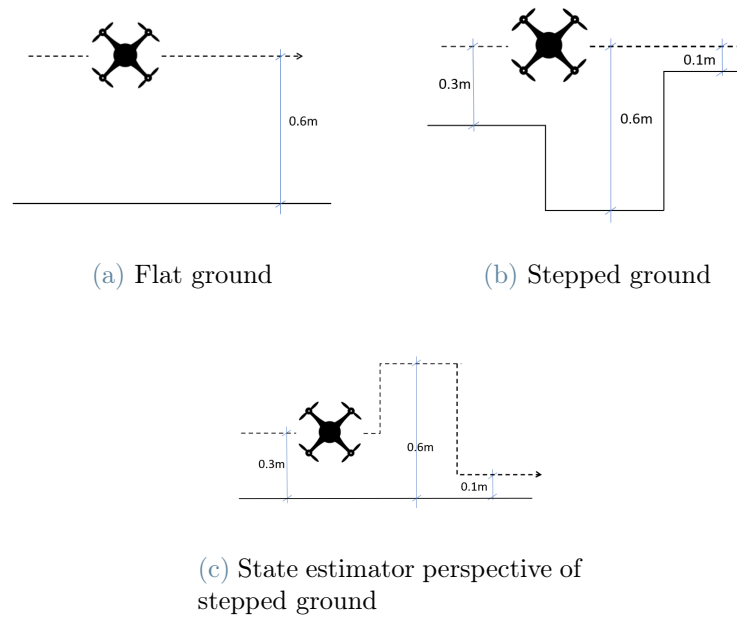 0.6m
(a) Flat ground
0.3m
0.6m
0.1m
(b) Stepped ground
0.3m
0.6m
0.1m
(c) State estimator perspective of
stepped ground